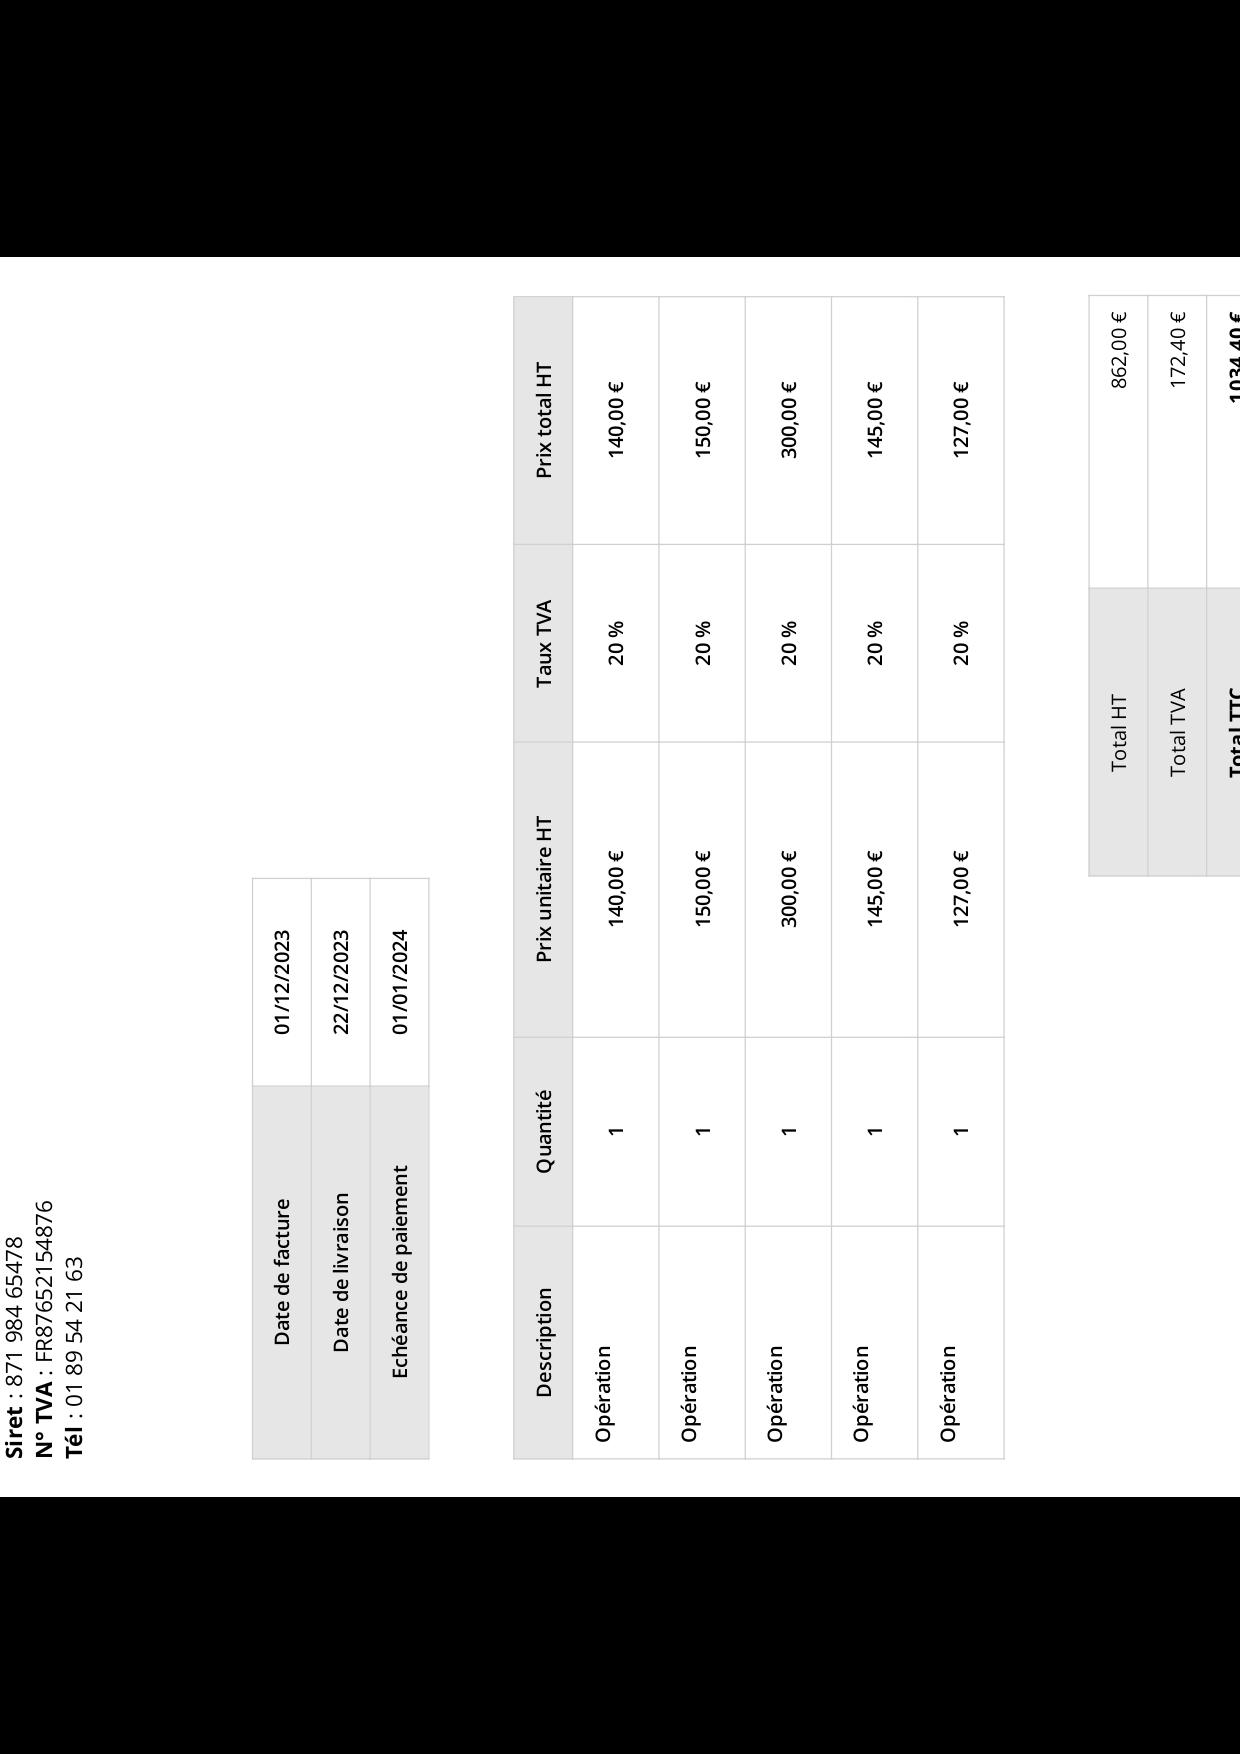 Siret : 871 984 65478
N° TVA : FR87652154876
Tél : 01 89 54 21 63
Date de facture 01/12/2023
Date de livraison 22/12/2023
Echéance de paiement 01/01/2024
Description Quantité Prix unitaire HT Taux TVA Prix total HT
Opération 1 140,00 € 20 % 140,00 €
Opération 1 150,00 € 20 % 150,00 €
Opération 1 300,00 € 20 % 300,00 €
Opération 1 145,00 € 20 % 145,00 €
Opération 1 127,00 € 20 % 127,00 €
Total HT 862,00 €
Total TVA 172,40 €
Total TTC 1034,40 €